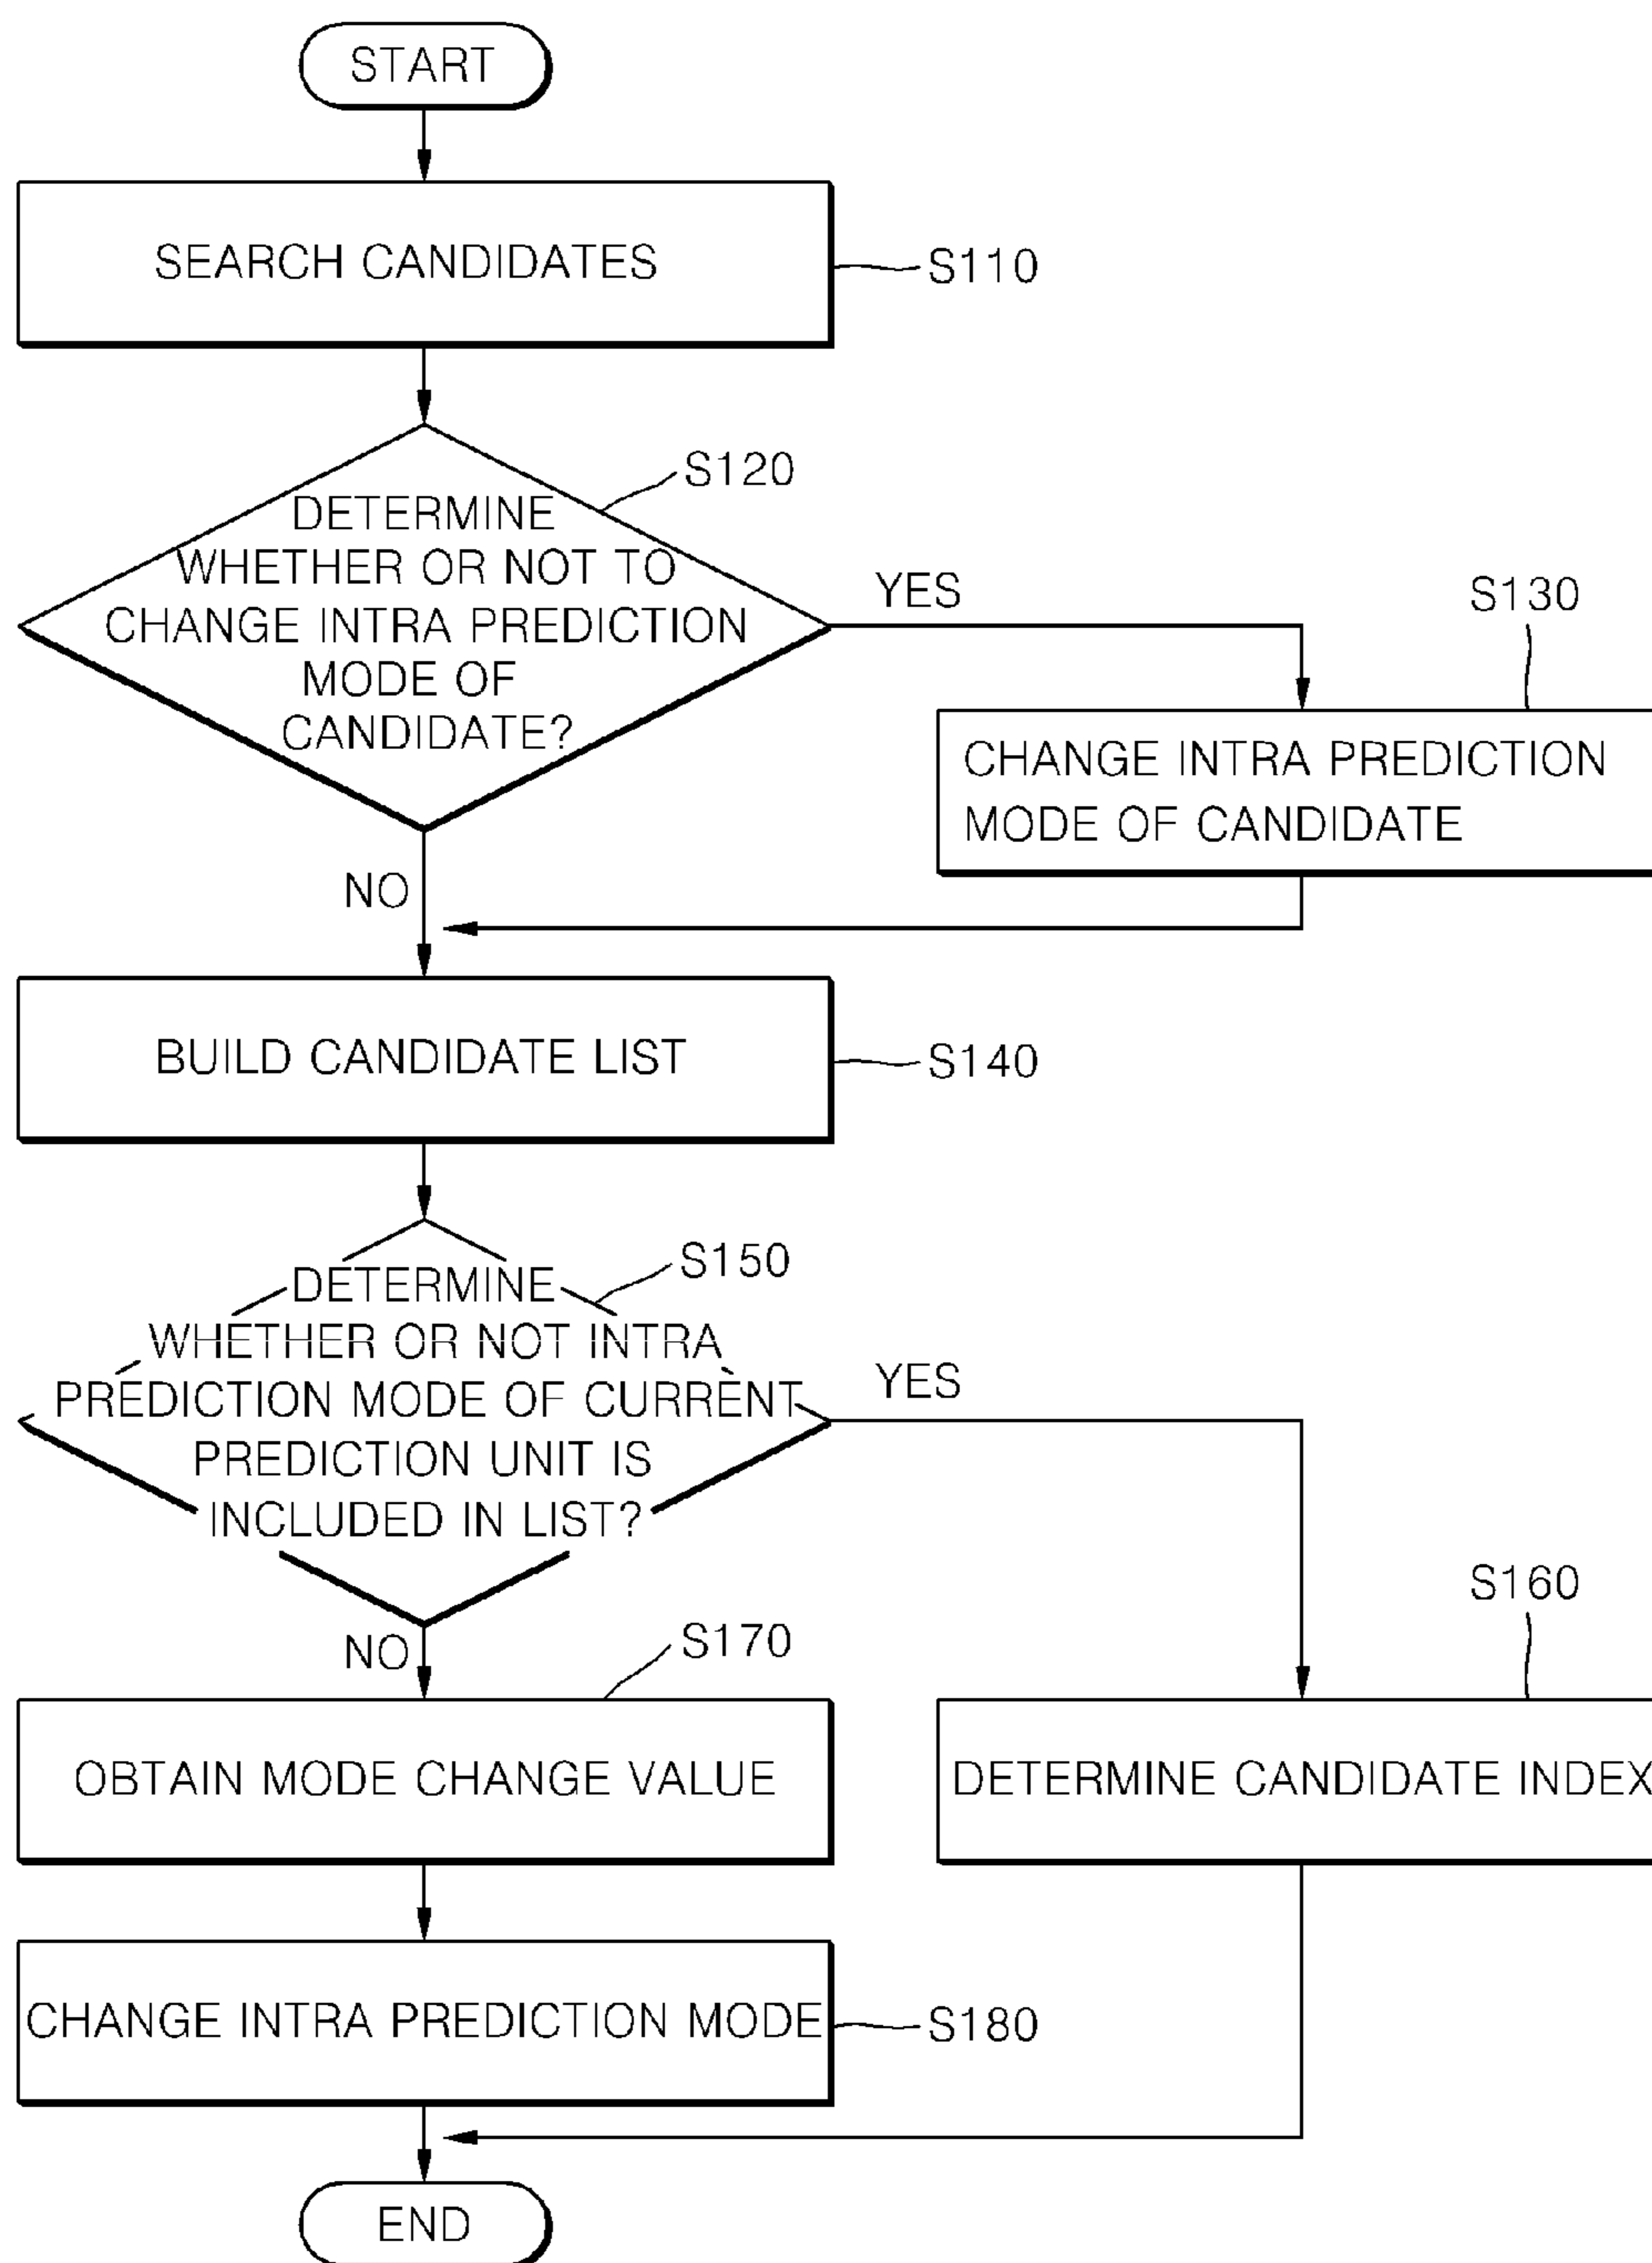 START
SEARCH CANDIDATES
S110
S120
DETERMINE
WHETHER OR NOT TO
CHANGE INTRA PREDICTION
MODE OF
CANDIDATE?
YES
S130
CHANGE INTRA PREDICTION
MODE OF CANDIDATE
NO
BUILD CANDIDATE LIST
S140
S150
DETERMINE
WHETHER OR NOT INTRA
PREDICTION MODE OF CURRENT
PREDICTION UNIT IS
INCLUDED IN LIST?
YES
S160
NO
S170
OBTAIN MODE CHANGE VALUE
DETERMINE CANDIDATE INDEX
CHANGE INTRA PREDICTION MODE
S180
END